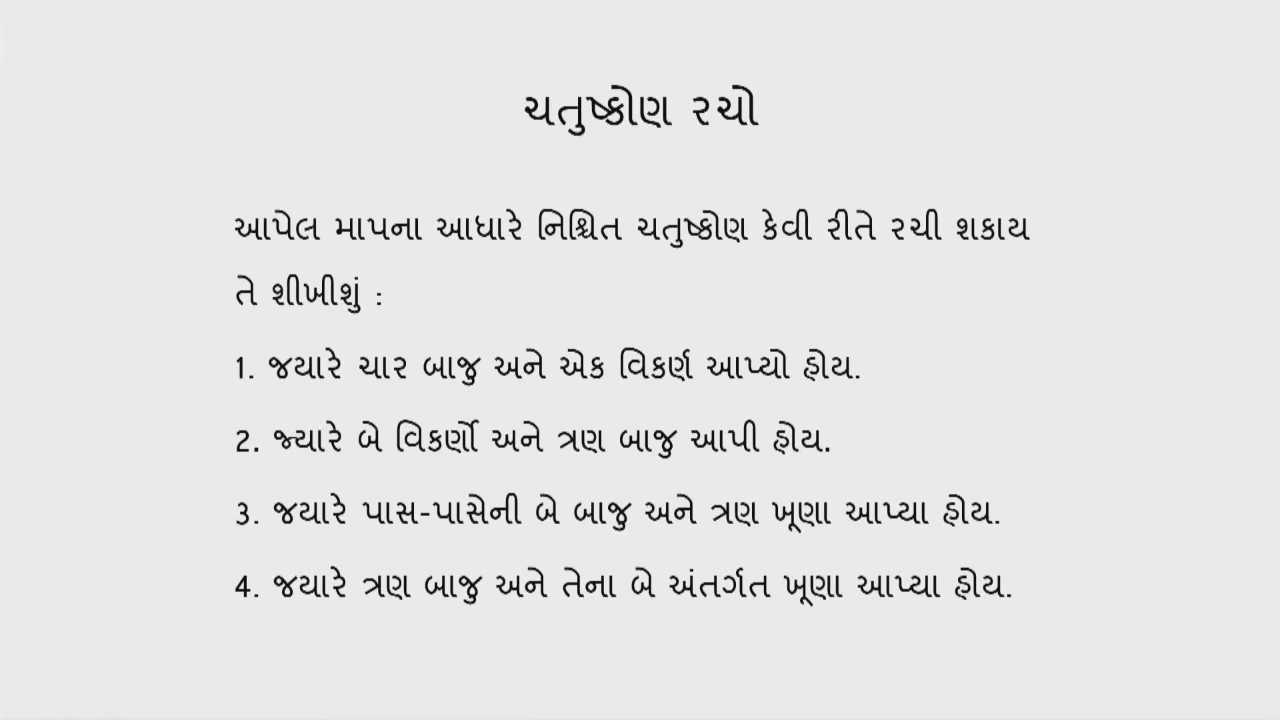 ચતુષ્કોણ રચો
આપેલ માપના આધારે નિશ્ચિત ચતુષ્કોણ કેવી રીતે રચી શકાય
તે શીખીશું :
1. જયારે ચાર બાજુ અને એક વિકર્ણ આપ્યો હોય.
2. જ્યારે બે વિકર્ણો અને ત્રણ બાજુ આપી હોય.
3. જયારે પાસ-પાસેની બે બાજુ અને ત્રણ ખૂણા આપ્યા હોય.
4. જયારે ત્રણ બાજુ અને તેના બે અંતર્ગત ખૂણા આપ્યા હોય.